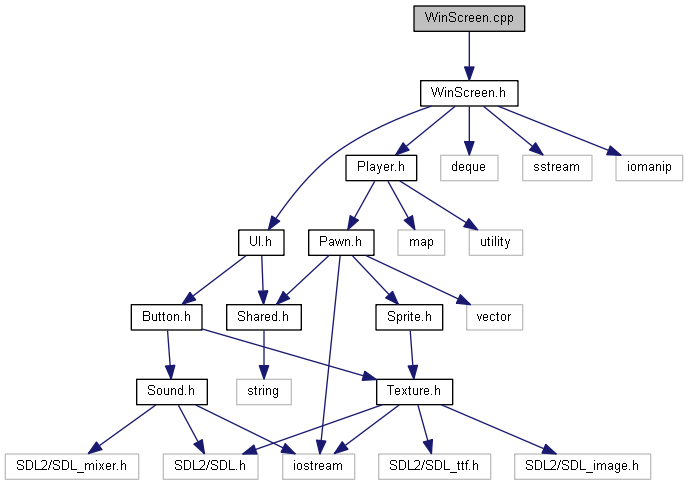 WinScreen.cpp
WinScreen.h
Player.h
deque
sstream
iomanip
UI.h
Pawn.h
map
utility
Button.h
Shared.h
Sprite.h
vector
Sound.h
string
Texture.h
SDL2/SDL_mixer.h
SDL2/SDL.h
iostream
SDL2/SDL_ttf.h
SDL2/SDL_image.h